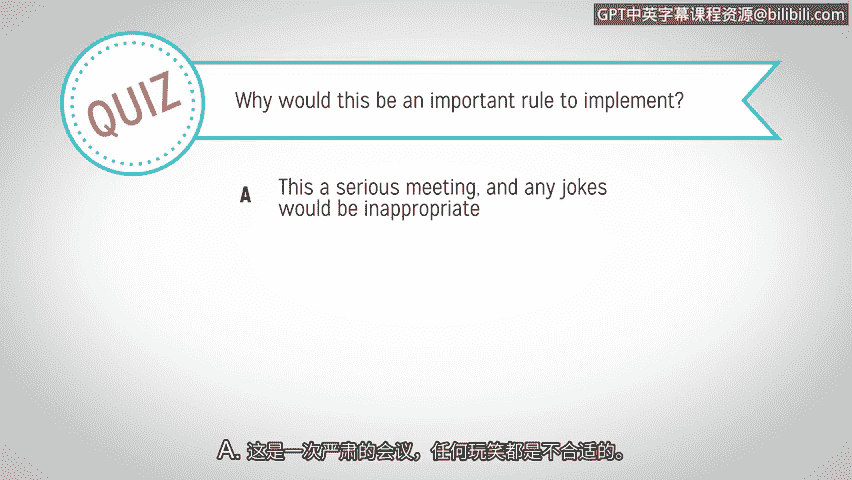 GPT中英字幕课程资源@bilibili.com
QUIZ
Why would this be an important rule to implement?
A This a serious meeting, and any jokes
would be inappropriate
A. 这是一次严肃的会议，任何玩笑都是不合适的。